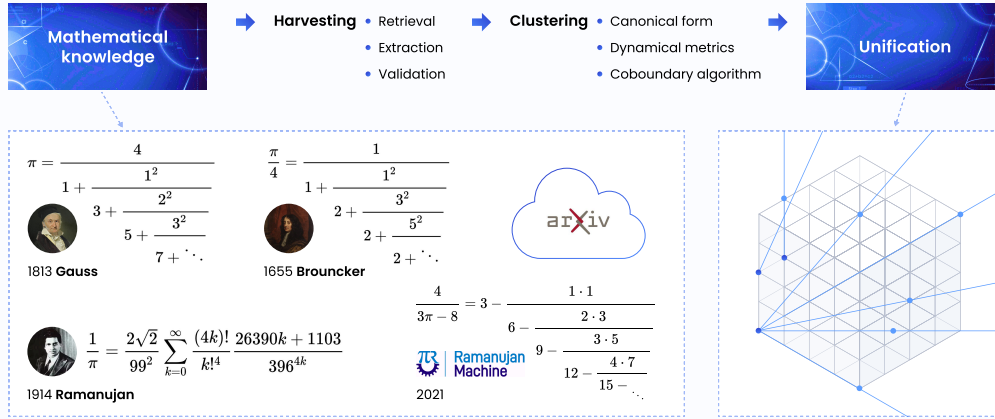 Mathematical knowledge
Harvesting
• Retrieval
• Extraction
• Validation
Clustering
• Canonical form
• Dynamical metrics
• Coboundary algorithm
Unification
π = 4 / (1 + 1² / (3 + 2² / (5 + 3² / (7 + ⋱))))
1813 Gauss
π/4 = 1 / (1 + 1² / (2 + 3² / (2 + 5² / (2 + ⋱))))
1655 Brouncker
arXiv
1/π = 2√2 / 99² ∑_{k=0}^{∞} (4k)! / k!⁴ · (26390k + 1103) / 396^{4k}
1914 Ramanujan
4 / (3π − 8) = 3 − 1 · 1 / (6 − 2 · 3 / (9 − 3 · 5 / (12 − 4 · 7 / (15 − ⋱))))
Ramanujan
Machine
2021